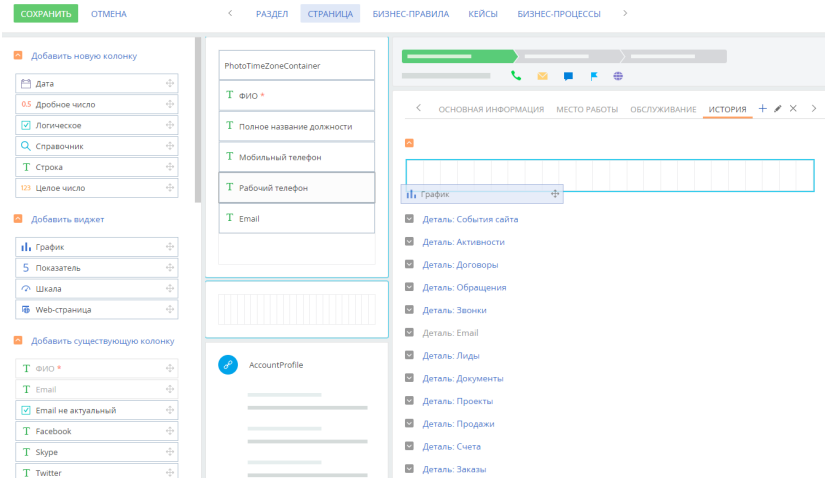 СОХРАНИТЬ ОТМЕНА РАЗДЕЛ СТРАНИЦА БИЗНЕС-ПРАВИЛА КЕЙСЫ БИЗНЕС-ПРОЦЕССЫ
Добавить новую колонку
Дата
0,5 Дробное число
Логическое
Справочник
T Строка
123 Целое число
Добавить виджет
График
5 Показатель
Шкала
Web-страница
Добавить существующую колонку
T ФИО *
T Email
Email не актуальный
T Facebook
T Skype
T Twitter
PhotoTimeZoneContainer
T ФИО *
T Полное название должности
T Мобильный телефон
T Рабочий телефон
T Email
AccountProfile
ОСНОВНАЯ ИНФОРМАЦИЯ МЕСТО РАБОТЫ ОБСЛУЖИВАНИЕ ИСТОРИЯ
График
Деталь: События сайта
Деталь: Активности
Деталь: Договоры
Деталь: Обращения
Деталь: Звонки
Деталь: Email
Деталь: Лиды
Деталь: Документы
Деталь: Проекты
Деталь: Продажи
Деталь: Счета
Деталь: Заказы